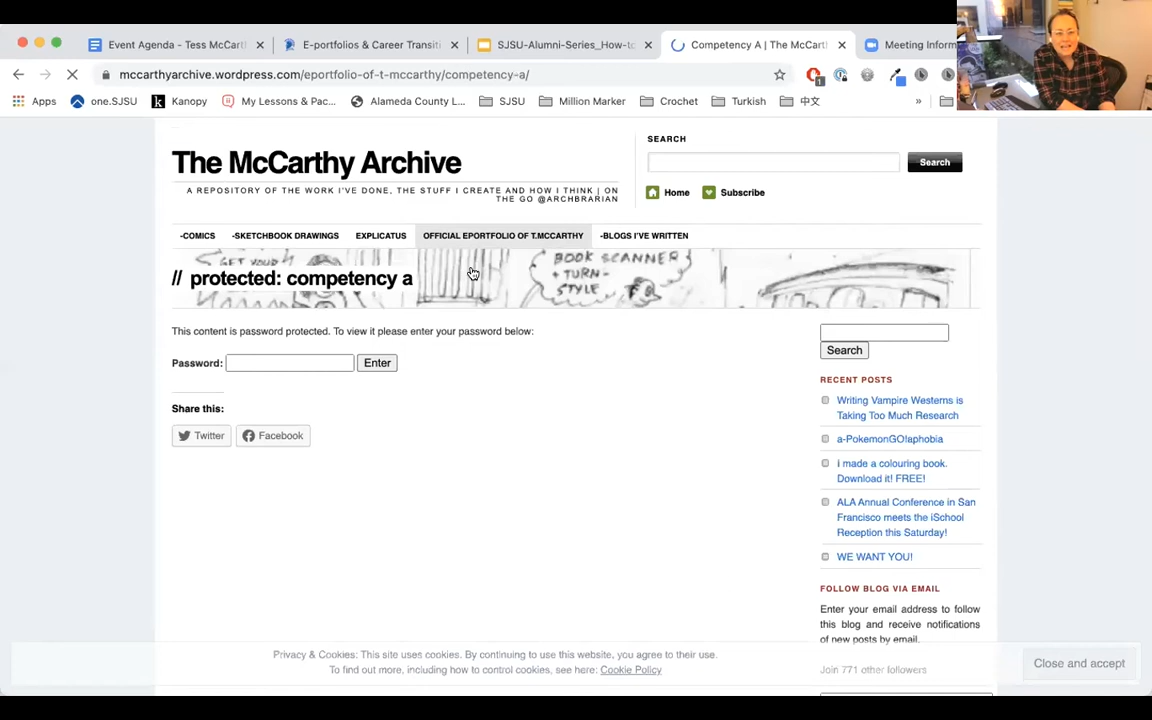 Event Agenda - Tess McCart
E-portfolios & Career Transiti
SJSU-Alumni-Series_How-to
Competency A | The McCarth
Meeting Inform
mccarthyarchive.wordpress.com/eportfolio-of-t-mccarthy/competency-a/
Apps
one.SJSU
Kanopy
My Lessons & Pac...
Alameda County L...
SJSU
Million Marker
Crochet
Turkish
中文
»
The McCarthy Archive
A REPOSITORY OF THE WORK I'VE DONE, THE STUFF I CREATE AND HOW I THINK | ON
THE GO @ARCHBRARIAN
SEARCH
Search
Home
Subscribe
-COMICS
-SKETCHBOOK DRAWINGS
EXPLICATUS
OFFICIAL EPORTFOLIO OF T.MCCARTHY
-BLOGS I'VE WRITTEN
GET YOUR
BOOK SCANNER
+ TURN-
STYLE
// protected: competency a
This content is password protected. To view it please enter your password below:
Password:
Enter
Share this:
Twitter
Facebook
Search
RECENT POSTS
Writing Vampire Westerns is
Taking Too Much Research
a-PokemonGO!aphobia
i made a colouring book.
Download it! FREE!
ALA Annual Conference in San
Francisco meets the iSchool
Reception this Saturday!
WE WANT YOU!
FOLLOW BLOG VIA EMAIL
Enter your email address to follow
this blog and receive notifications
of new posts by email.
Join 771 other followers
Privacy & Cookies: This site uses cookies. By continuing to use this website, you agree to their use.
To find out more, including how to control cookies, see here: Cookie Policy
Close and accept